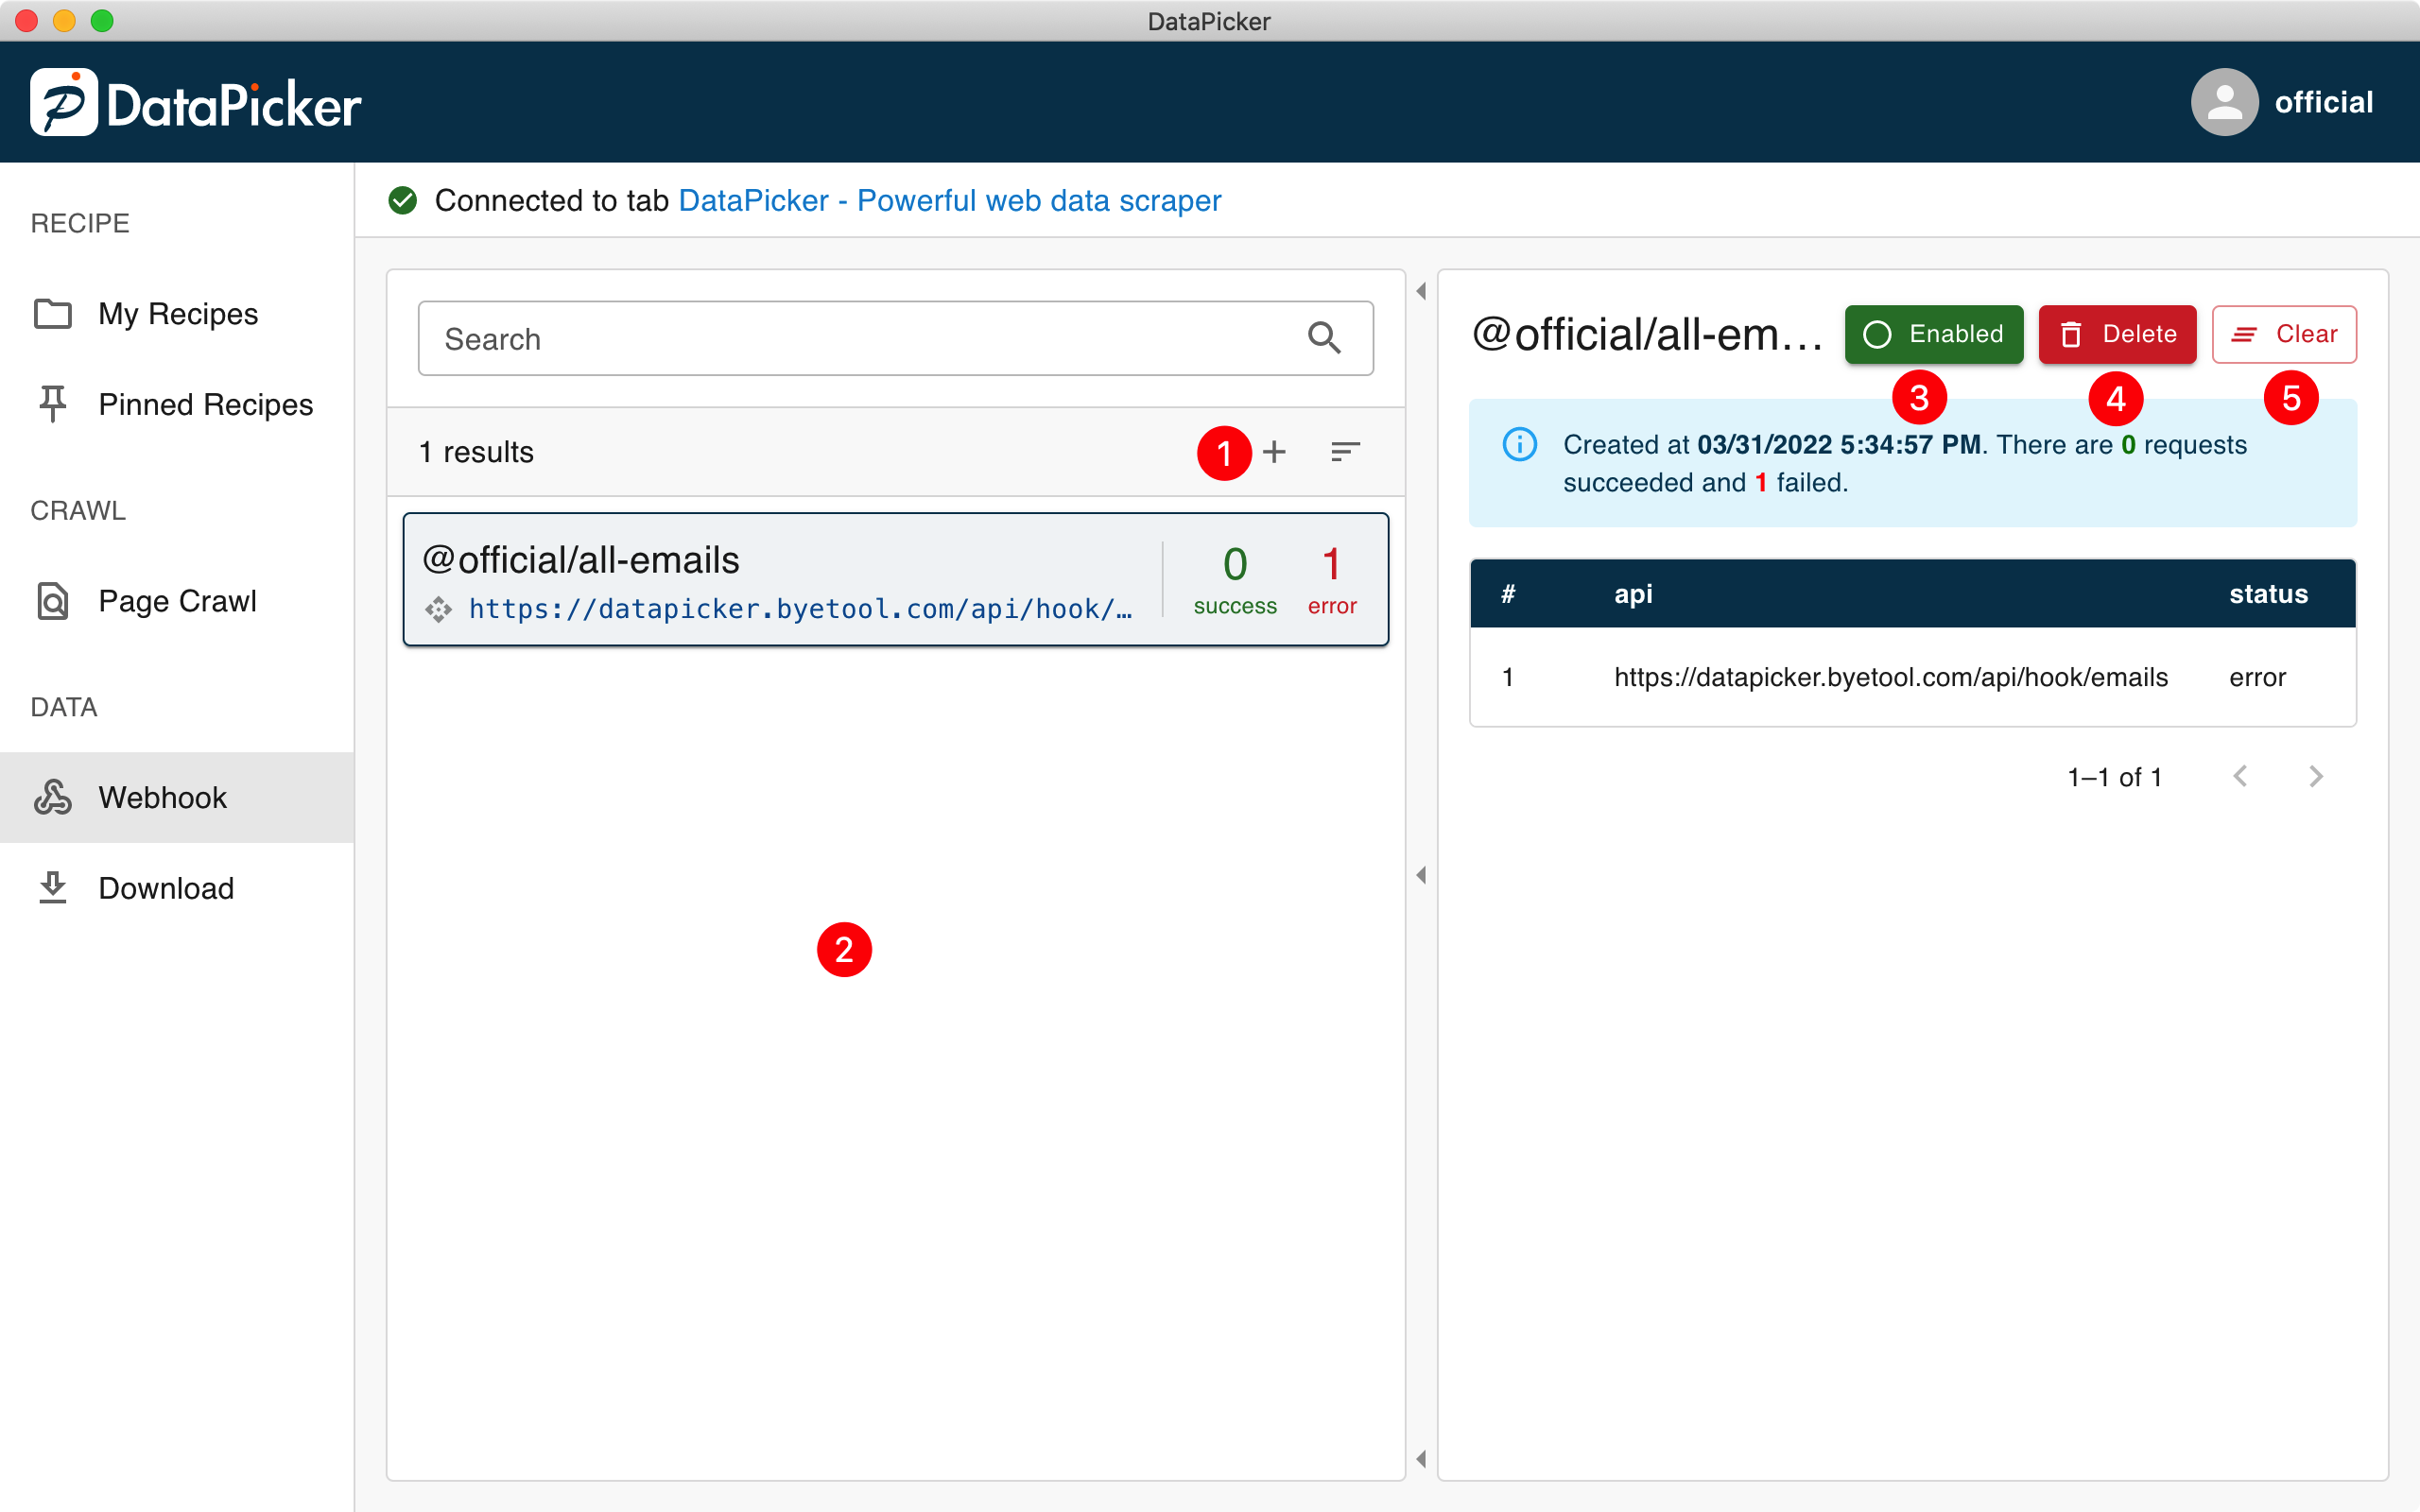 DataPicker
DataPicker
official
RECIPE
My Recipes
Pinned Recipes
CRAWL
Page Crawl
DATA
Webhook
Download
Connected to tab DataPicker - Powerful web data scraper
Search
1 results
1
@official/all-emails
https://datapicker.byetool.com/api/hook/…
0
success
1
error
2
@official/all-em…
Enabled
Delete
Clear
3
4
5
Created at 03/31/2022 5:34:57 PM. There are 0 requests
succeeded and 1 failed.
# api status
1 https://datapicker.byetool.com/api/hook/emails error
1–1 of 1